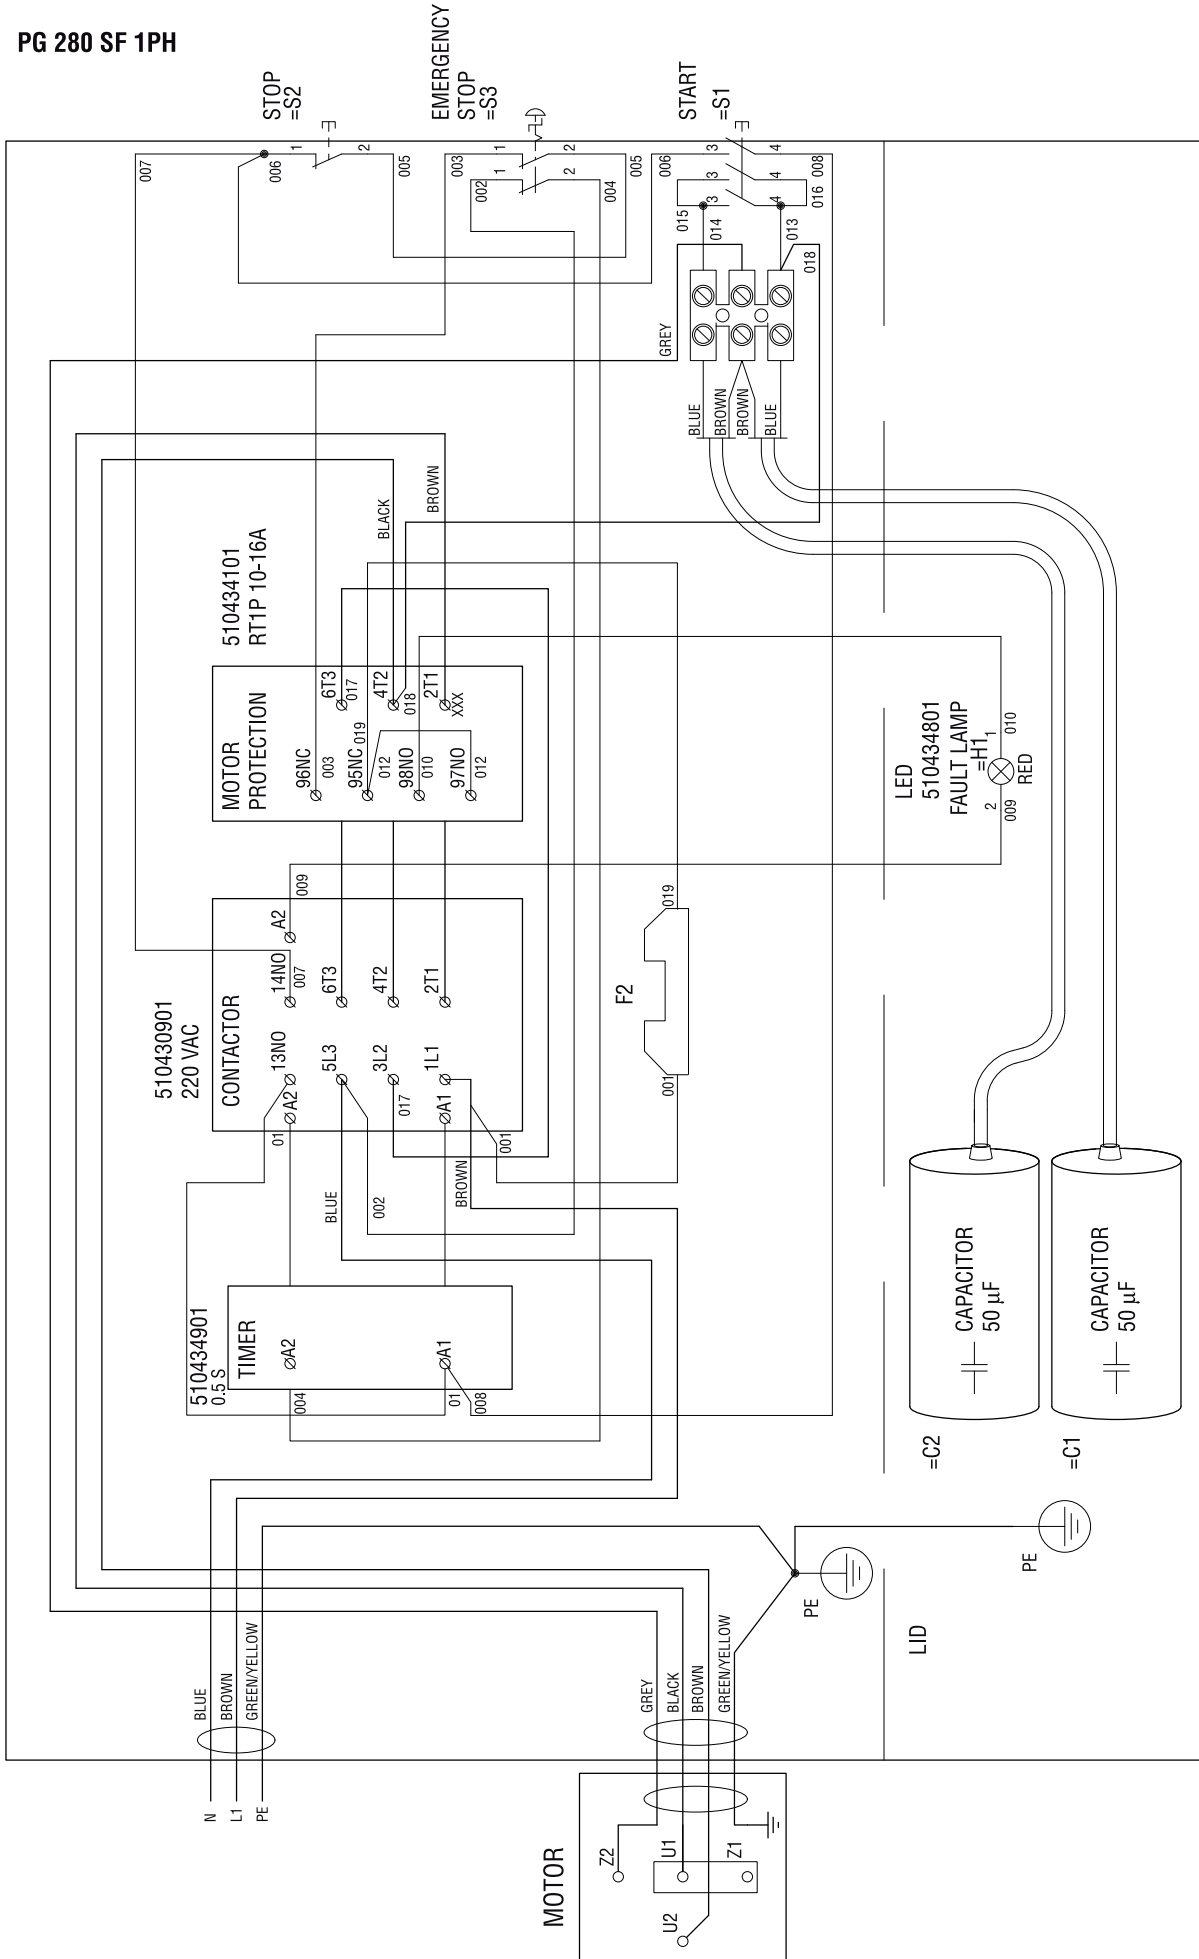 PG 280 SF 1PH
STOP
=S2
EMERGENCY
STOP
=S3
START
=S1
007
006
1
2
005
003
002
1
1
2
2
005
004
006
3
3
3
4
4
4
008
016
015
014
013
018
GREY
BLUE
BROWN
BROWN
BLUE
BLACK
BROWN
510434101
RT1P 10-16A
MOTOR
PROTECTION
96NC
003
95NC
019
012
98NO
010
97NO
012
6T3
017
4T2
018
2T1
XXX
LED
510434801
FAULT LAMP
=H1
1
010
2
009
RED
510430901
220 VAC
CONTACTOR
A2
009
14NO
007
13NO
A2
01
6T3
5L3
4T2
3L2
017
2T1
1L1
A1
001
F2
019
001
BLUE
002
BROWN
510434901
0.5 S
TIMER
A2
004
A1
01
008
CAPACITOR
50 µF
=C2
CAPACITOR
50 µF
=C1
PE
PE
LID
BLUE
BROWN
GREEN/YELLOW
N
L1
PE
GREY
BLACK
BROWN
GREEN/YELLOW
MOTOR
Z2
U1
Z1
U2